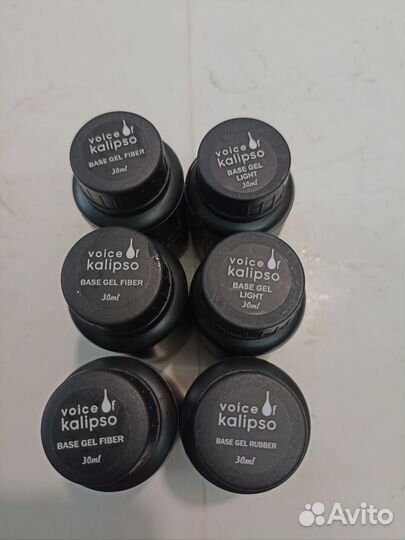 voice of
kalipso
BASE GEL FIBER
30ml
voice of
kalipso
BASE GEL
LIGHT
30ml
voice of
kalipso
BASE GEL FIBER
30ml
voice of
kalipso
BASE GEL
LIGHT
30ml
voice of
kalipso
BASE GEL FIBER
30ml
voice of
kalipso
BASE GEL RUBBER
30ml
Avito